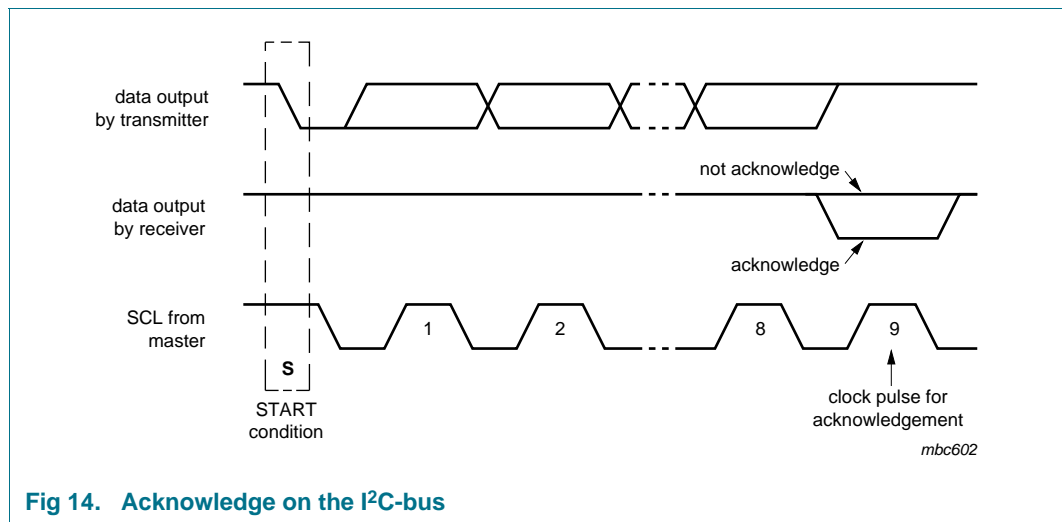 data output
by transmitter
not acknowledge
data output
by receiver
acknowledge
SCL from
master
1
2
8
9
S
START
condition
clock pulse for
acknowledgement
mbc602
Fig 14. Acknowledge on the I²C-bus